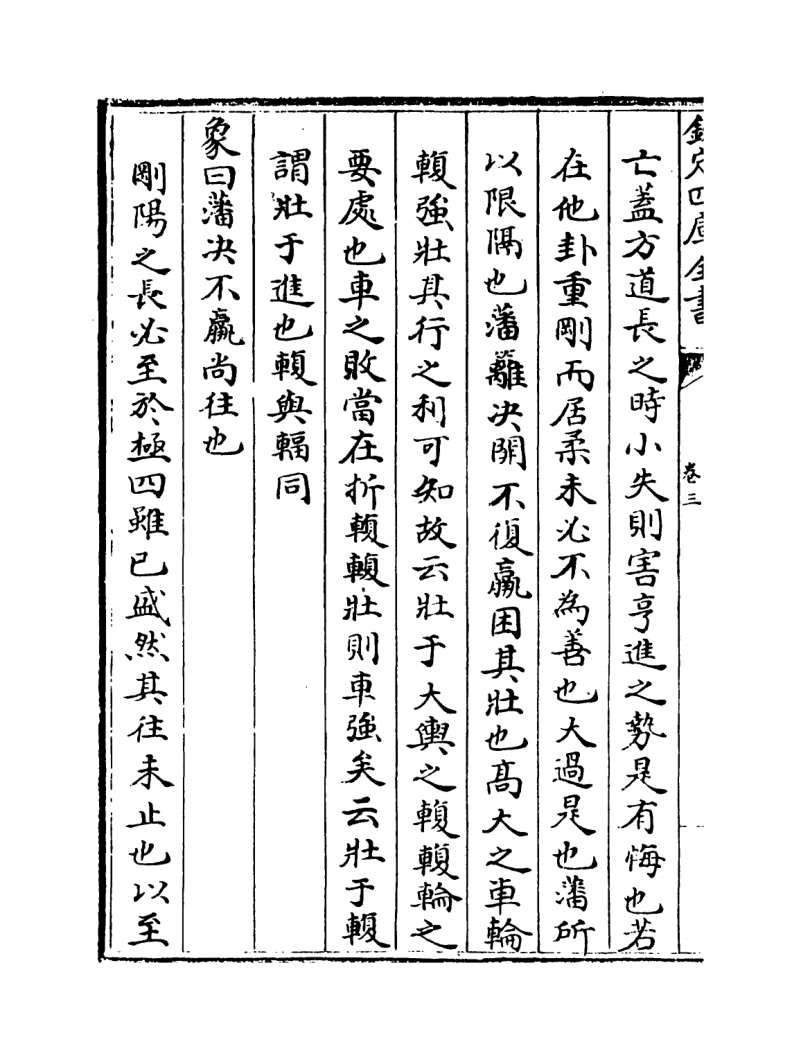 欽定四庫全書
卷三
亡蓋方道長之時小失則害亨進之勢是有悔也若
在他卦重剛而居柔未必不為善也大過是也藩所
以限隔也藩籬决開不復羸困其壯也高大之車輪
輹強壯其行之利可知故云壯于大輿之輹輹輪之
要處也車之敗當在折輹輹壯則車強矣云壯于輹
謂壯于進也輹與輻同
象曰藩决不羸尚往也
剛陽之長必至於極四雖已盛然其往未止也以至